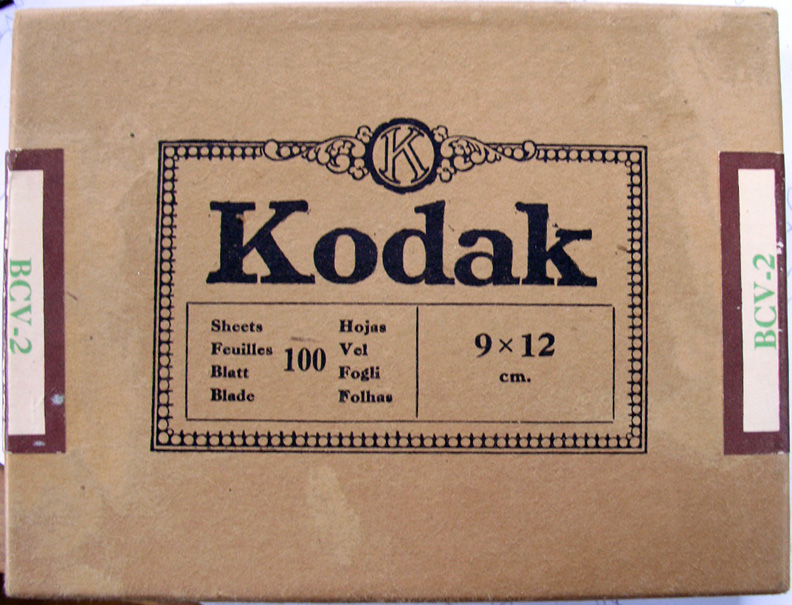 K
Kodak
Sheets
Feuilles
Blatt
Blade
100
Hojas
Vel
Fogli
Folhas
9 × 12
cm.
BCV-2
BCV-2